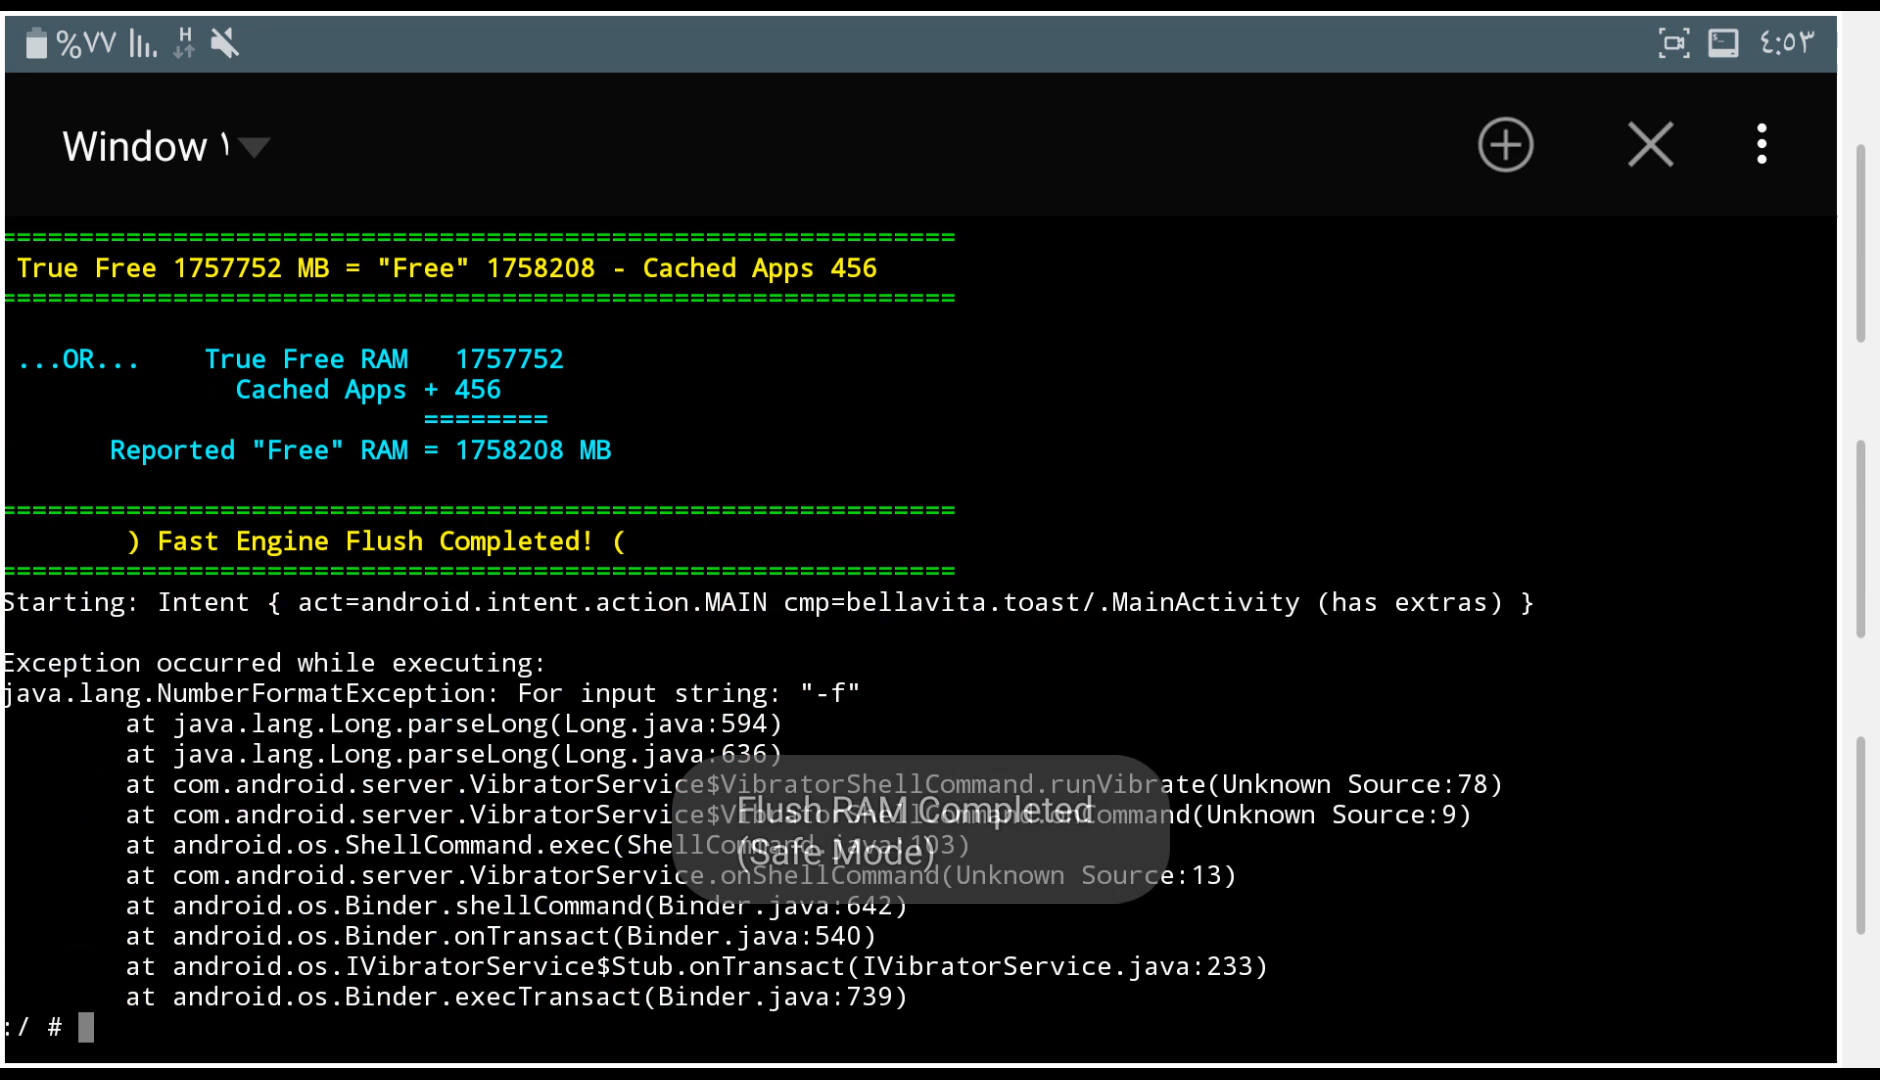 %٧٧ H ٤:٥٣
Window ١
=============================================================
True Free 1757752 MB = "Free" 1758208 - Cached Apps 456
=============================================================
...OR... True Free RAM 1757752
Cached Apps + 456
========
Reported "Free" RAM = 1758208 MB
=============================================================
) Fast Engine Flush Completed! (
=============================================================
Starting: Intent { act=android.intent.action.MAIN cmp=bellavita.toast/.MainActivity (has extras) }
Exception occurred while executing:
java.lang.NumberFormatException: For input string: "-f"
at java.lang.Long.parseLong(Long.java:594)
at java.lang.Long.parseLong(Long.java:636)
at com.android.server.VibratorService$VibratorShellCommand.runVibrate(Unknown Source:78)
at com.android.server.VibratorService$VibratorShellCommand.onCommand(Unknown Source:9)
at android.os.ShellCommand.exec(ShellCommand.java:103)
at com.android.server.VibratorService.onShellCommand(Unknown Source:13)
at android.os.Binder.shellCommand(Binder.java:642)
at android.os.Binder.onTransact(Binder.java:540)
at android.os.IVibratorService$Stub.onTransact(IVibratorService.java:233)
at android.os.Binder.execTransact(Binder.java:739)
:/ #
Flush RAM Completed
(Safe Mode)